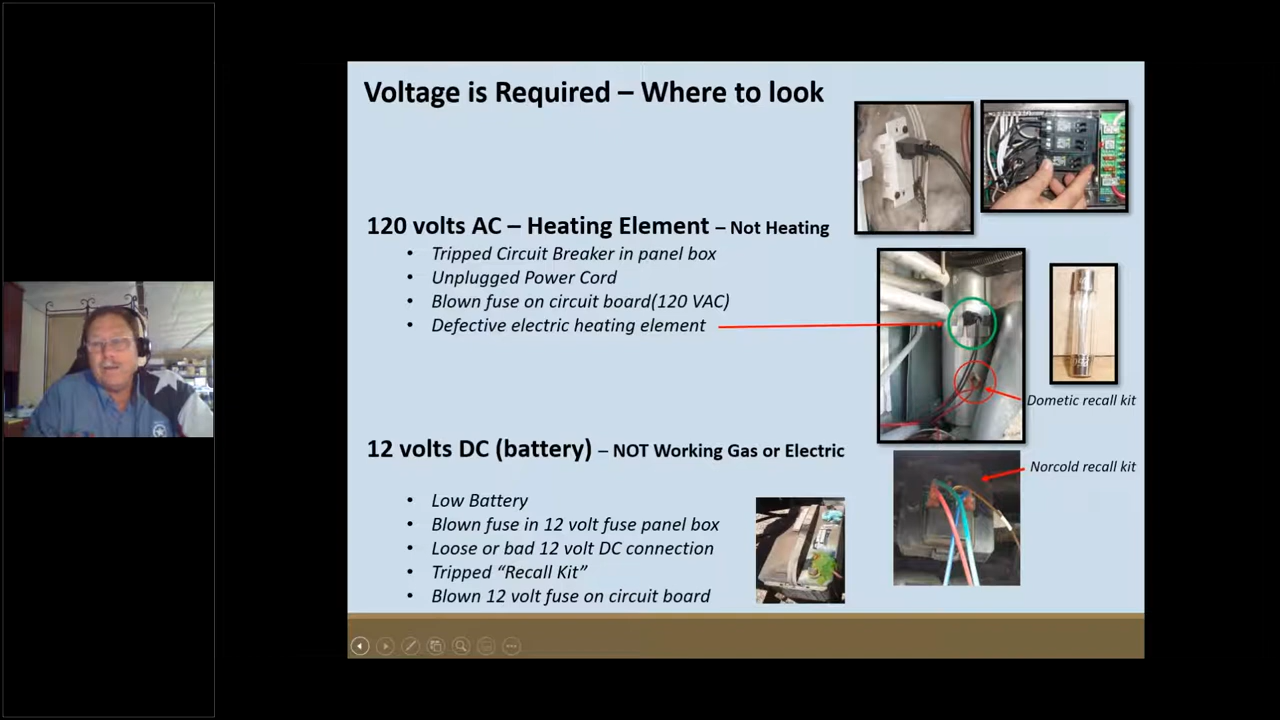 Voltage is Required – Where to look
120 volts AC – Heating Element – Not Heating
• Tripped Circuit Breaker in panel box
• Unplugged Power Cord
• Blown fuse on circuit board(120 VAC)
• Defective electric heating element
Dometic recall kit
12 volts DC (battery) – NOT Working Gas or Electric
Norcold recall kit
• Low Battery
• Blown fuse in 12 volt fuse panel box
• Loose or bad 12 volt DC connection
• Tripped “Recall Kit”
• Blown 12 volt fuse on circuit board